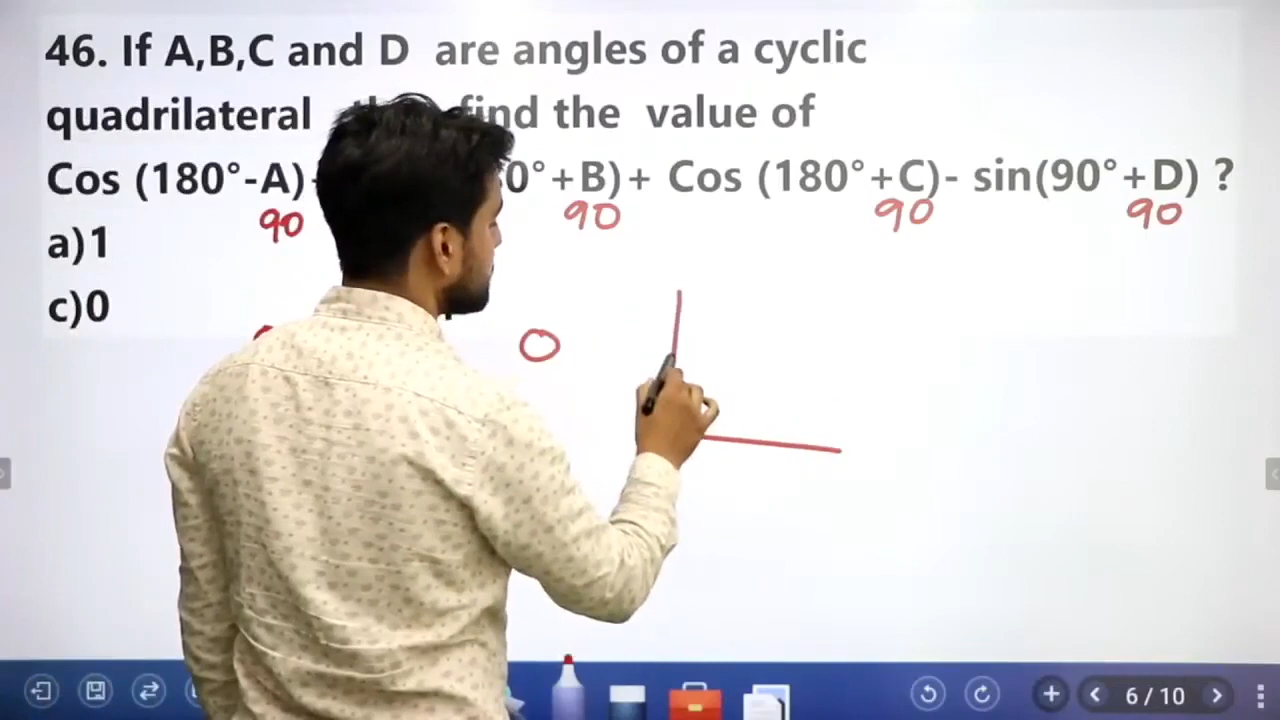 46. If A,B,C and D are angles of a cyclic
quadrilateral find the value of
Cos (180°-A) 0°+B)+ Cos (180°+C)- sin(90°+D) ?
90 90 90 90
a)1
c)0
0
6 / 10